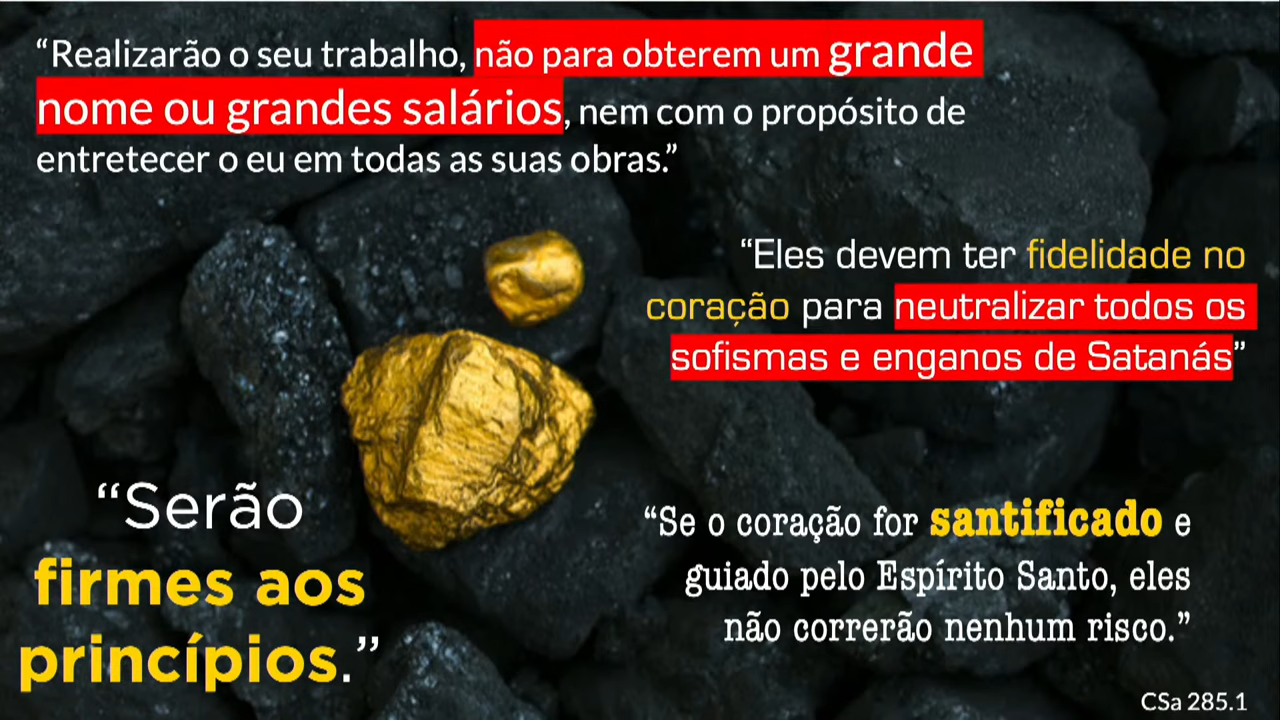 “Realizarão o seu trabalho, não para obterem um grande
nome ou grandes salários, nem com o propósito de
entretecer o eu em todas as suas obras.”
“Eles devem ter fidelidade no
coração para neutralizar todos os
sofismas e enganos de Satanás”
“Serão
firmes aos
princípios.”
“Se o coração for santificado e
guiado pelo Espírito Santo, eles
não correrão nenhum risco.”
CSa 285.1